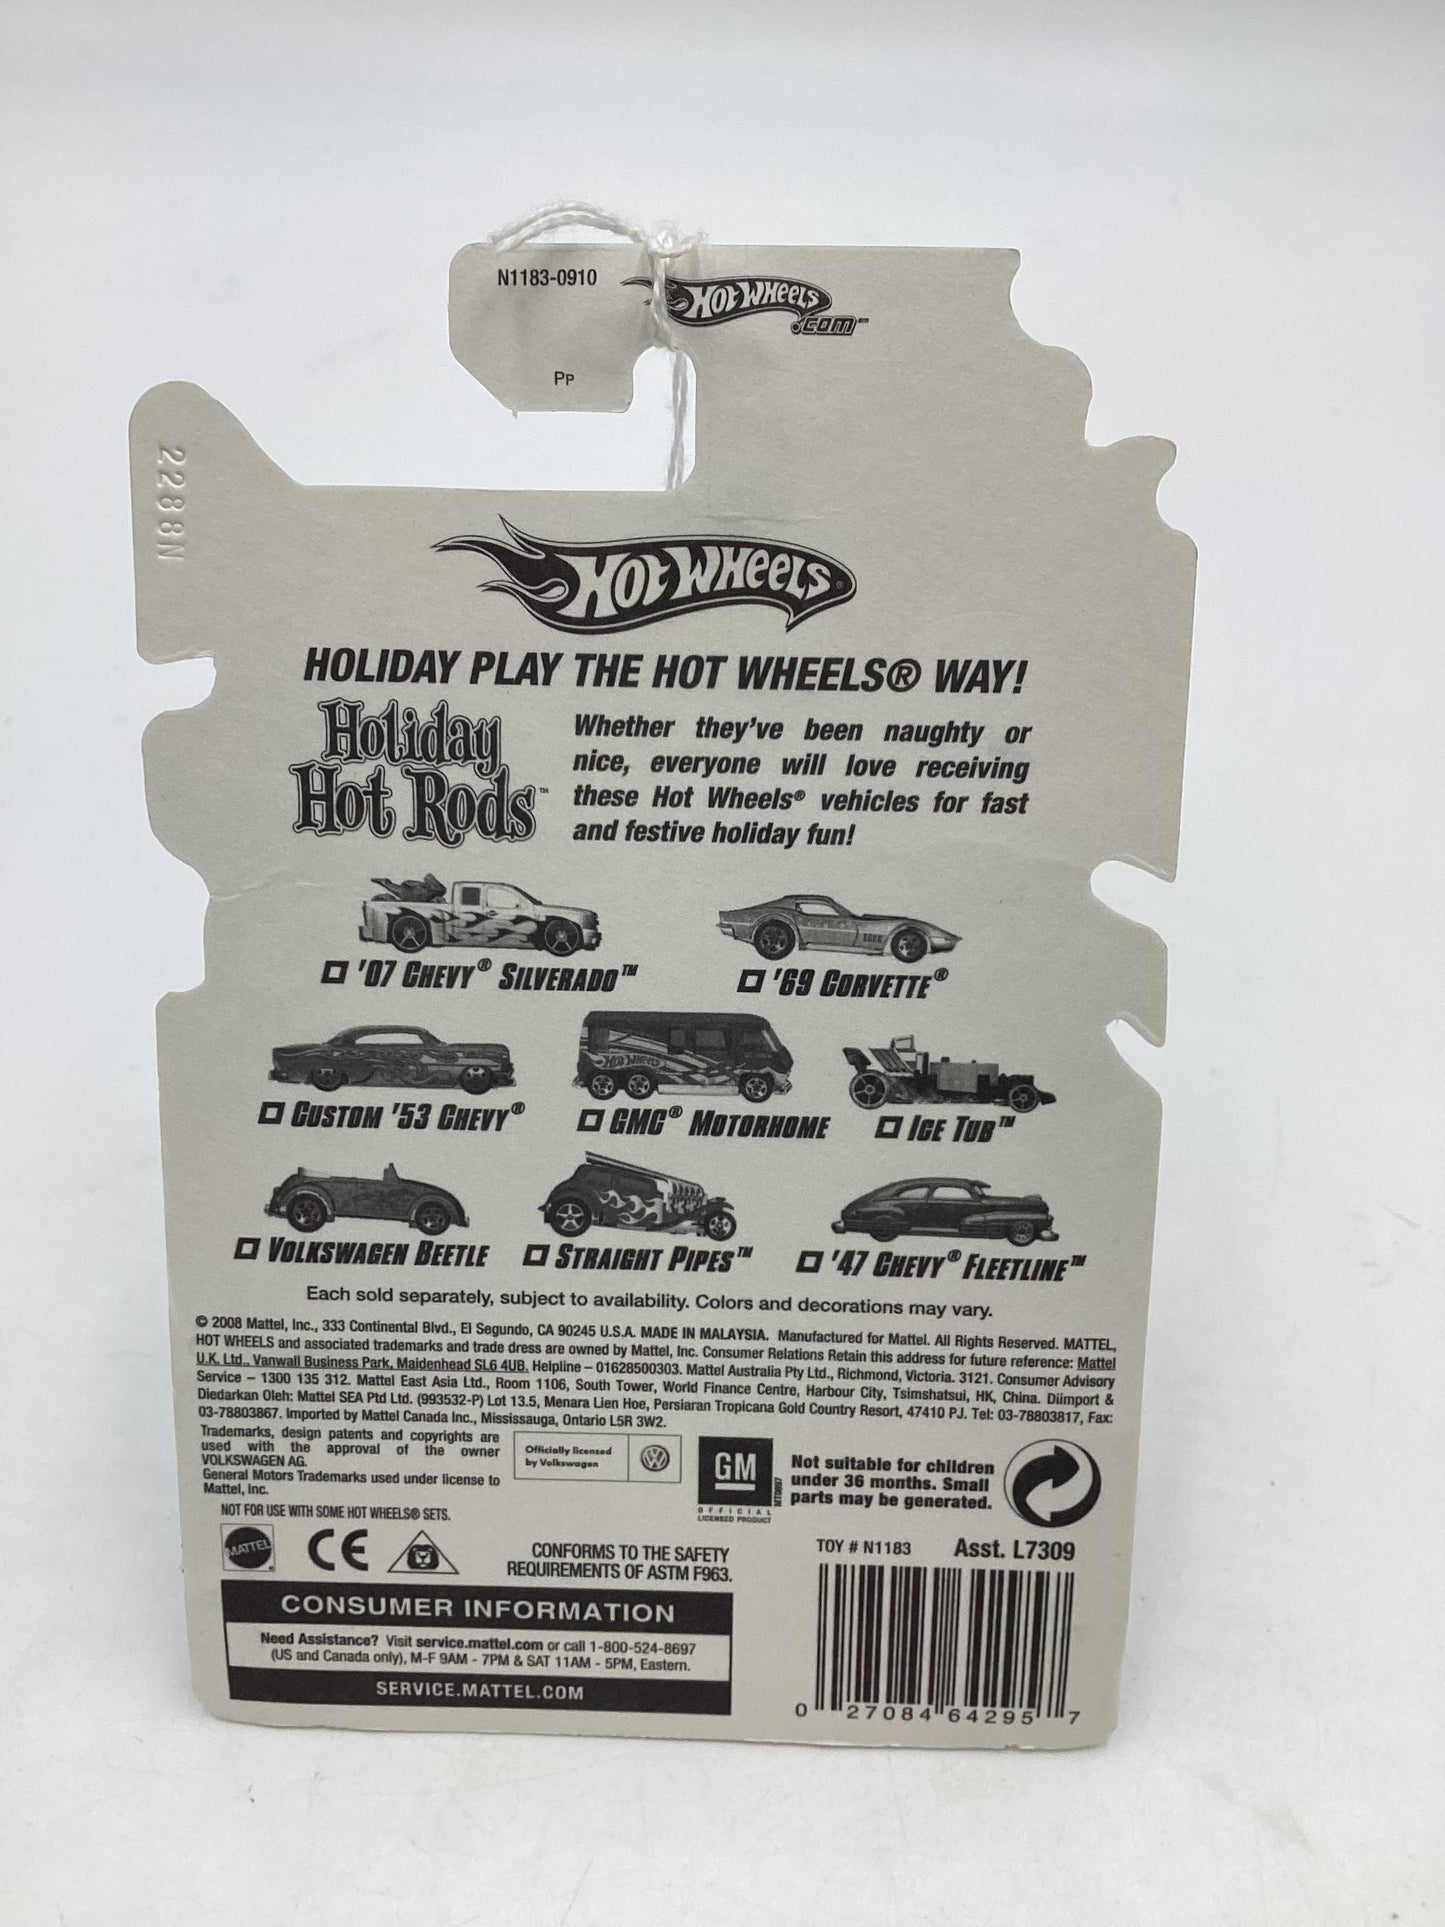 N1183-0910
HOT WHEELS
.COM™
PP
2288N
HOT WHEELS
HOLIDAY PLAY THE HOT WHEELS® WAY!
Holiday
Hot Rods™
Whether they've been naughty or
nice, everyone will love receiving
these Hot Wheels® vehicles for fast
and festive holiday fun!
'07 CHEVY® SILVERADO™
'69 CORVETTE®
HOT WHEELS
CUSTOM '53 CHEVY®
GMC® MOTORHOME
ICE TUB™
VOLKSWAGEN BEETLE
STRAIGHT PIPES™
'47 CHEVY® FLEETLINE™
Each sold separately, subject to availability. Colors and decorations may vary.
© 2008 Mattel, Inc., 333 Continental Blvd., El Segundo, CA 90245 U.S.A. MADE IN MALAYSIA. Manufactured for Mattel. All Rights Reserved. MATTEL,
HOT WHEELS and associated trademarks and trade dress are owned by Mattel, Inc. Consumer Relations Retain this address for future reference: Mattel
U.K. Ltd., Vanwall Business Park, Maidenhead SL6 4UB. Helpline – 01628500303. Mattel Australia Pty Ltd., Richmond, Victoria. 3121. Consumer Advisory
Service – 1300 135 312. Mattel East Asia Ltd., Room 1106, South Tower, World Finance Centre, Harbour City, Tsimshatsui, HK, China. Diimport &
Diedarkan Oleh: Mattel SEA Ptd Ltd. (993532-P) Lot 13.5, Menara Lien Hoe, Persiaran Tropicana Gold Country Resort, 47410 PJ. Tel: 03-78803817, Fax:
03-78803867. Imported by Mattel Canada Inc., Mississauga, Ontario L5R 3W2.
Trademarks, design patents and copyrights are
used with the approval of the owner
VOLKSWAGEN AG.
General Motors Trademarks used under license to
Mattel, Inc.
Officially licensed
by Volkswagen
GM
OFFICIAL
LICENSED PRODUCT
MT0897
Not suitable for children
under 36 months. Small
parts may be generated.
NOT FOR USE WITH SOME HOT WHEELS® SETS.
MATTEL
CE
CONFORMS TO THE SAFETY
REQUIREMENTS OF ASTM F963.
TOY # N1183 Asst. L7309
CONSUMER INFORMATION
Need Assistance? Visit service.mattel.com or call 1-800-524-8697
(US and Canada only), M-F 9AM - 7PM & SAT 11AM - 5PM, Eastern.
SERVICE.MATTEL.COM
0 27084 64295 7